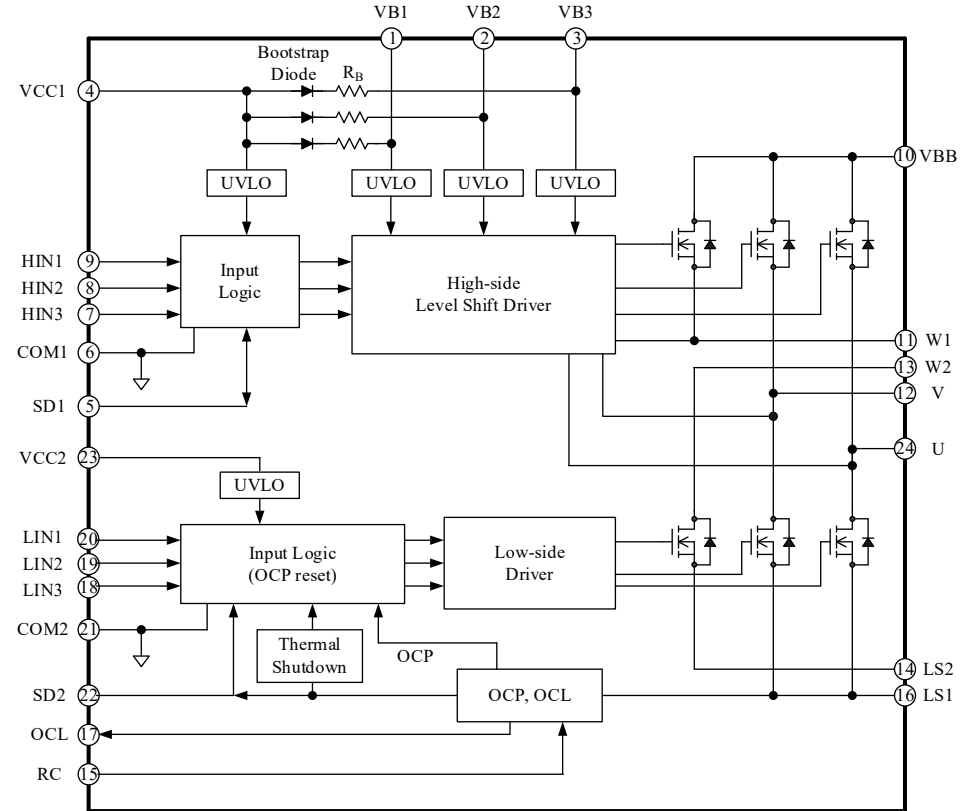 VB1
VB2
VB3
1
2
3
Bootstrap
Diode
RB
VCC1
4
10
VBB
UVLO
UVLO
UVLO
UVLO
HIN1
9
HIN2
8
HIN3
7
Input
Logic
High-side
Level Shift Driver
COM1
6
11
W1
13
W2
12
V
SD1
5
24
U
VCC2
23
UVLO
LIN1
20
LIN2
19
LIN3
18
Input Logic
(OCP reset)
Low-side
Driver
COM2
21
Thermal
Shutdown
OCP
14
LS2
SD2
22
OCP, OCL
16
LS1
OCL
17
RC
15